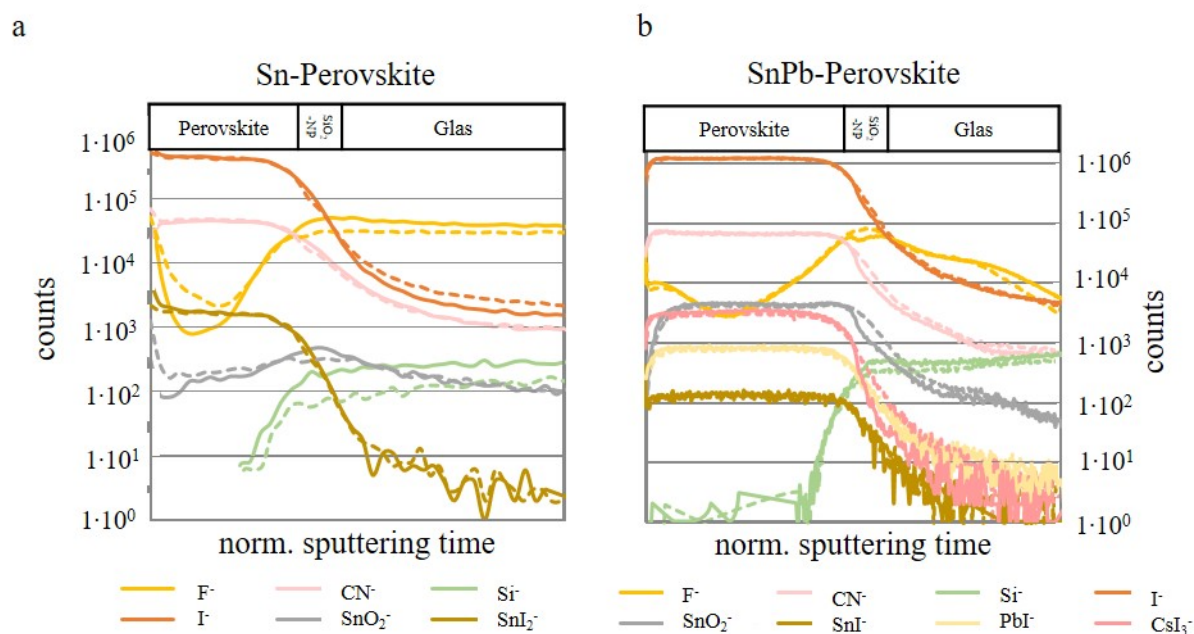 a
Sn-Perovskite
Perovskite
SiO₂
-NP
Glas
1·10⁶
1·10⁵
1·10⁴
1·10³
1·10²
1·10¹
1·10⁰
counts
norm. sputtering time
F⁻
CN⁻
Si⁻
I⁻
SnO₂⁻
SnI₂⁻
b
SnPb-Perovskite
Perovskite
SiO₂
-NP
Glas
1·10⁶
1·10⁵
1·10⁴
1·10³
1·10²
1·10¹
1·10⁰
counts
norm. sputtering time
F⁻
CN⁻
Si⁻
I⁻
SnO₂⁻
SnI⁻
PbI⁻
CsI₃⁻